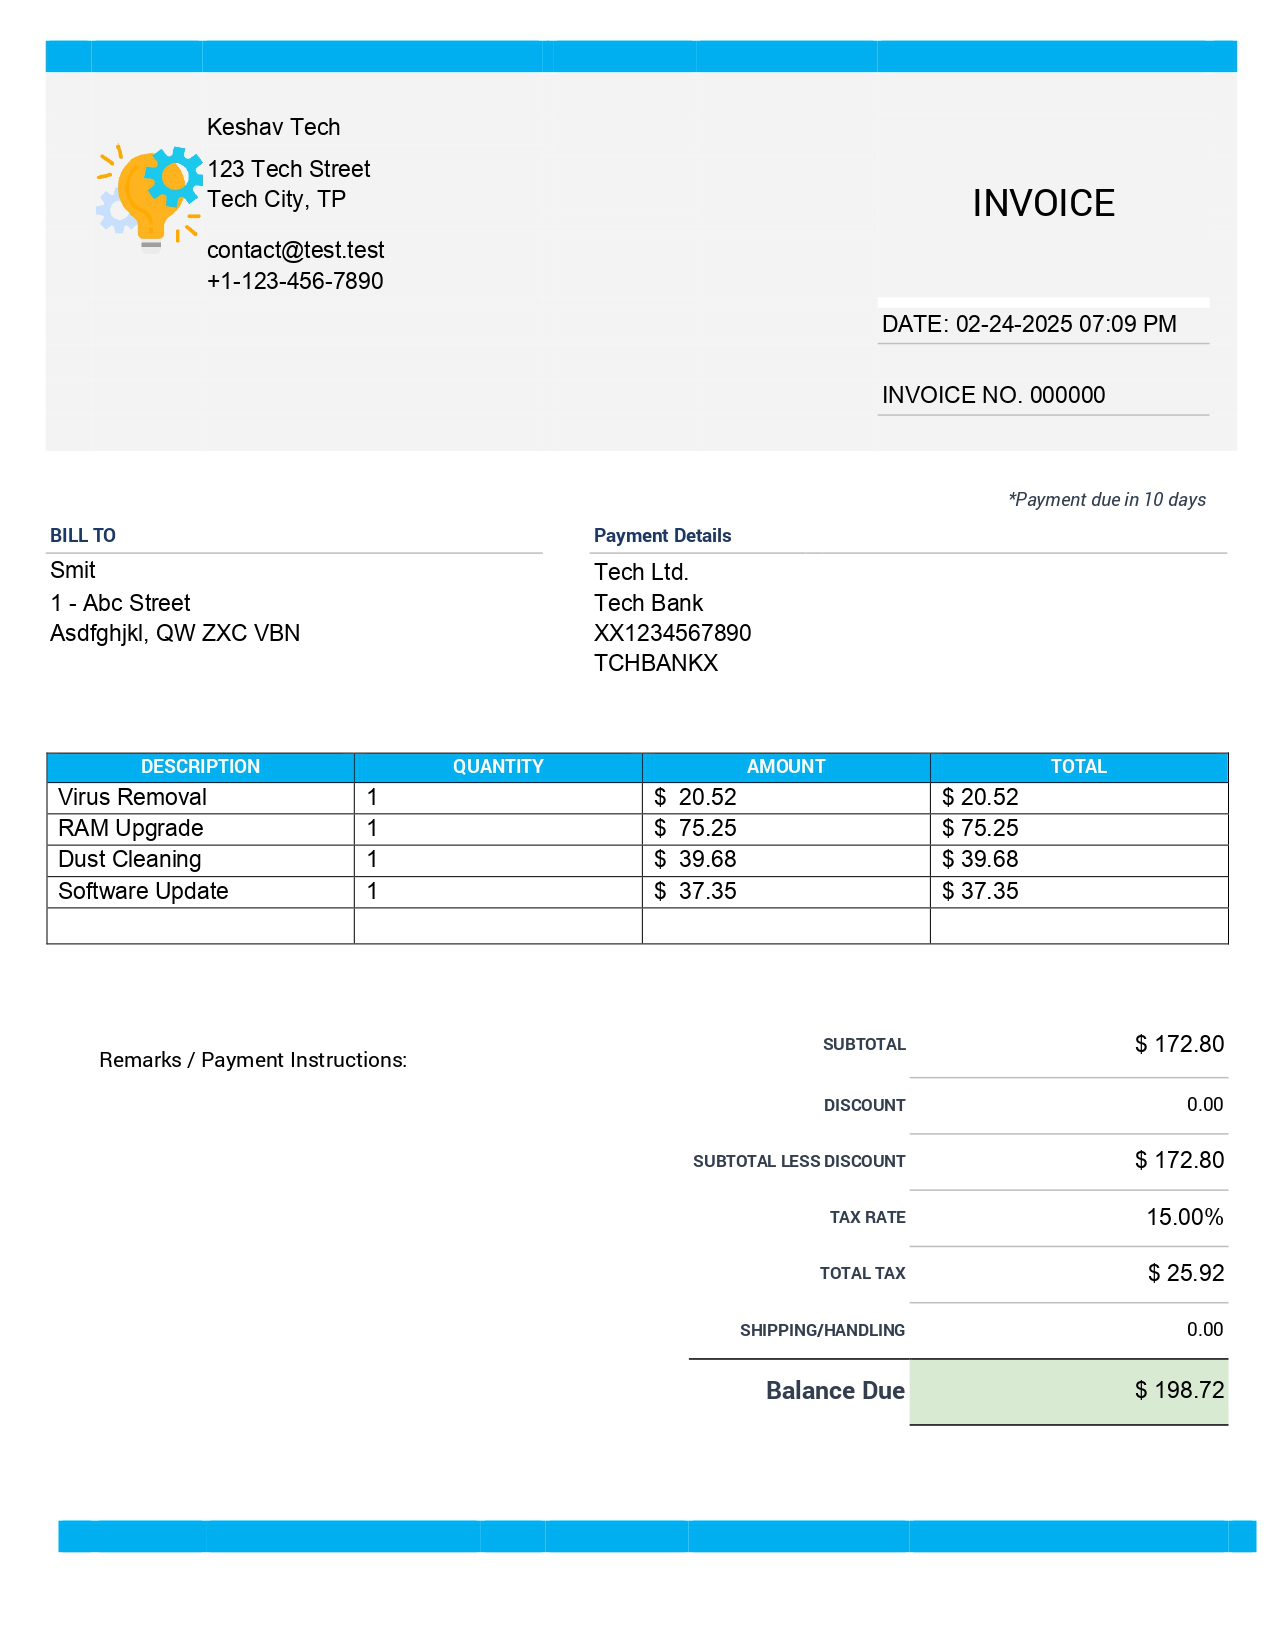 Keshav Tech
123 Tech Street
Tech City, TP
contact@test.test
+1-123-456-7890
INVOICE
DATE: 02-24-2025 07:09 PM
INVOICE NO. 000000
*Payment due in 10 days
BILL TO
Smit
1 - Abc Street
Asdfghjkl, QW ZXC VBN
Payment Details
Tech Ltd.
Tech Bank
XX1234567890
TCHBANKX
DESCRIPTION QUANTITY AMOUNT TOTAL
Virus Removal 1 $ 20.52 $ 20.52
RAM Upgrade 1 $ 75.25 $ 75.25
Dust Cleaning 1 $ 39.68 $ 39.68
Software Update 1 $ 37.35 $ 37.35
Remarks / Payment Instructions:
SUBTOTAL $ 172.80
DISCOUNT 0.00
SUBTOTAL LESS DISCOUNT $ 172.80
TAX RATE 15.00%
TOTAL TAX $ 25.92
SHIPPING/HANDLING 0.00
Balance Due $ 198.72